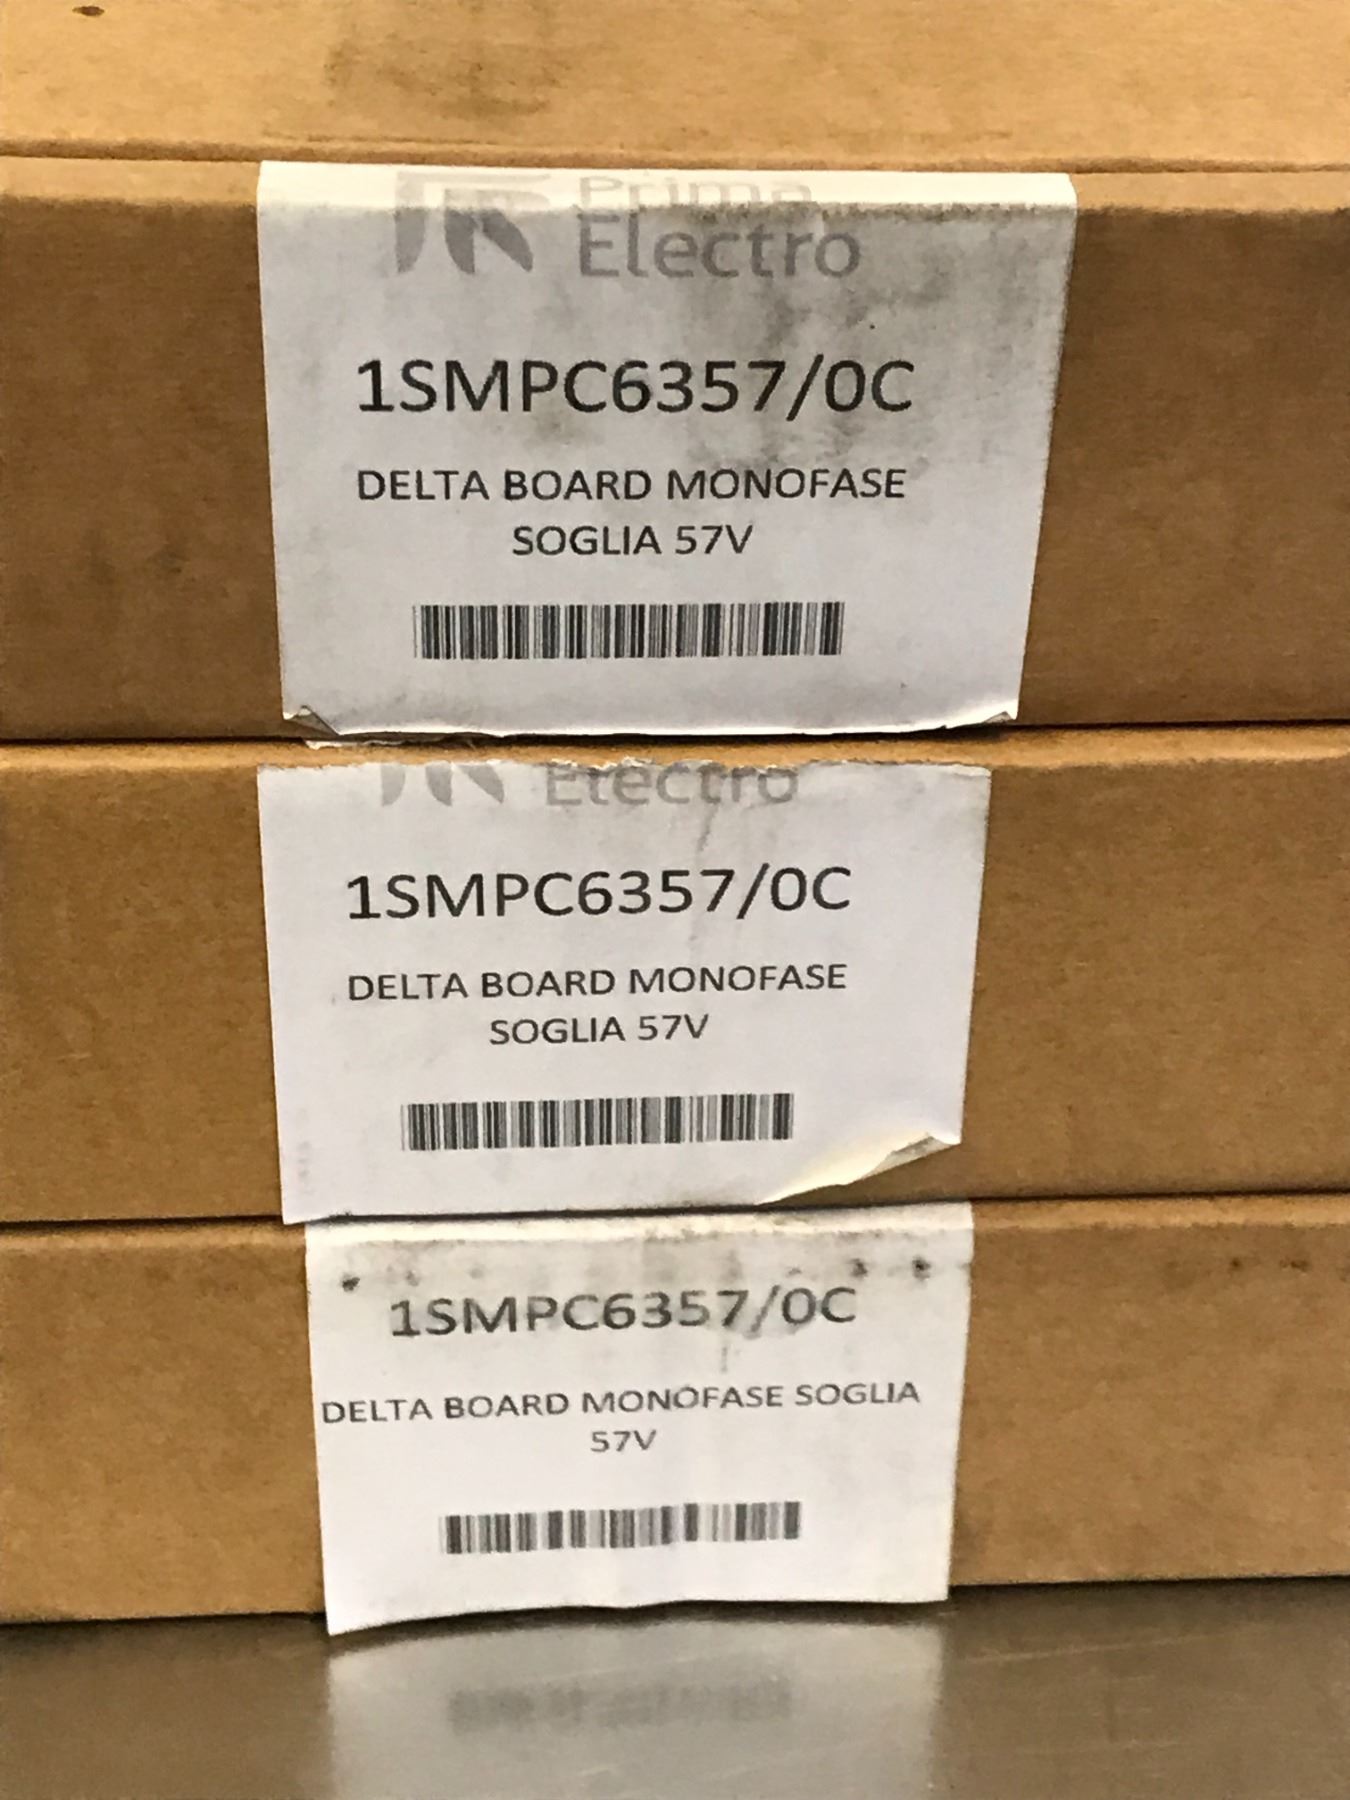 Prima
Electro
1SMPC6357/0C
DELTA BOARD MONOFASE
SOGLIA 57V
Electro
1SMPC6357/0C
DELTA BOARD MONOFASE
SOGLIA 57V
1SMPC6357/0C
DELTA BOARD MONOFASE SOGLIA
57V